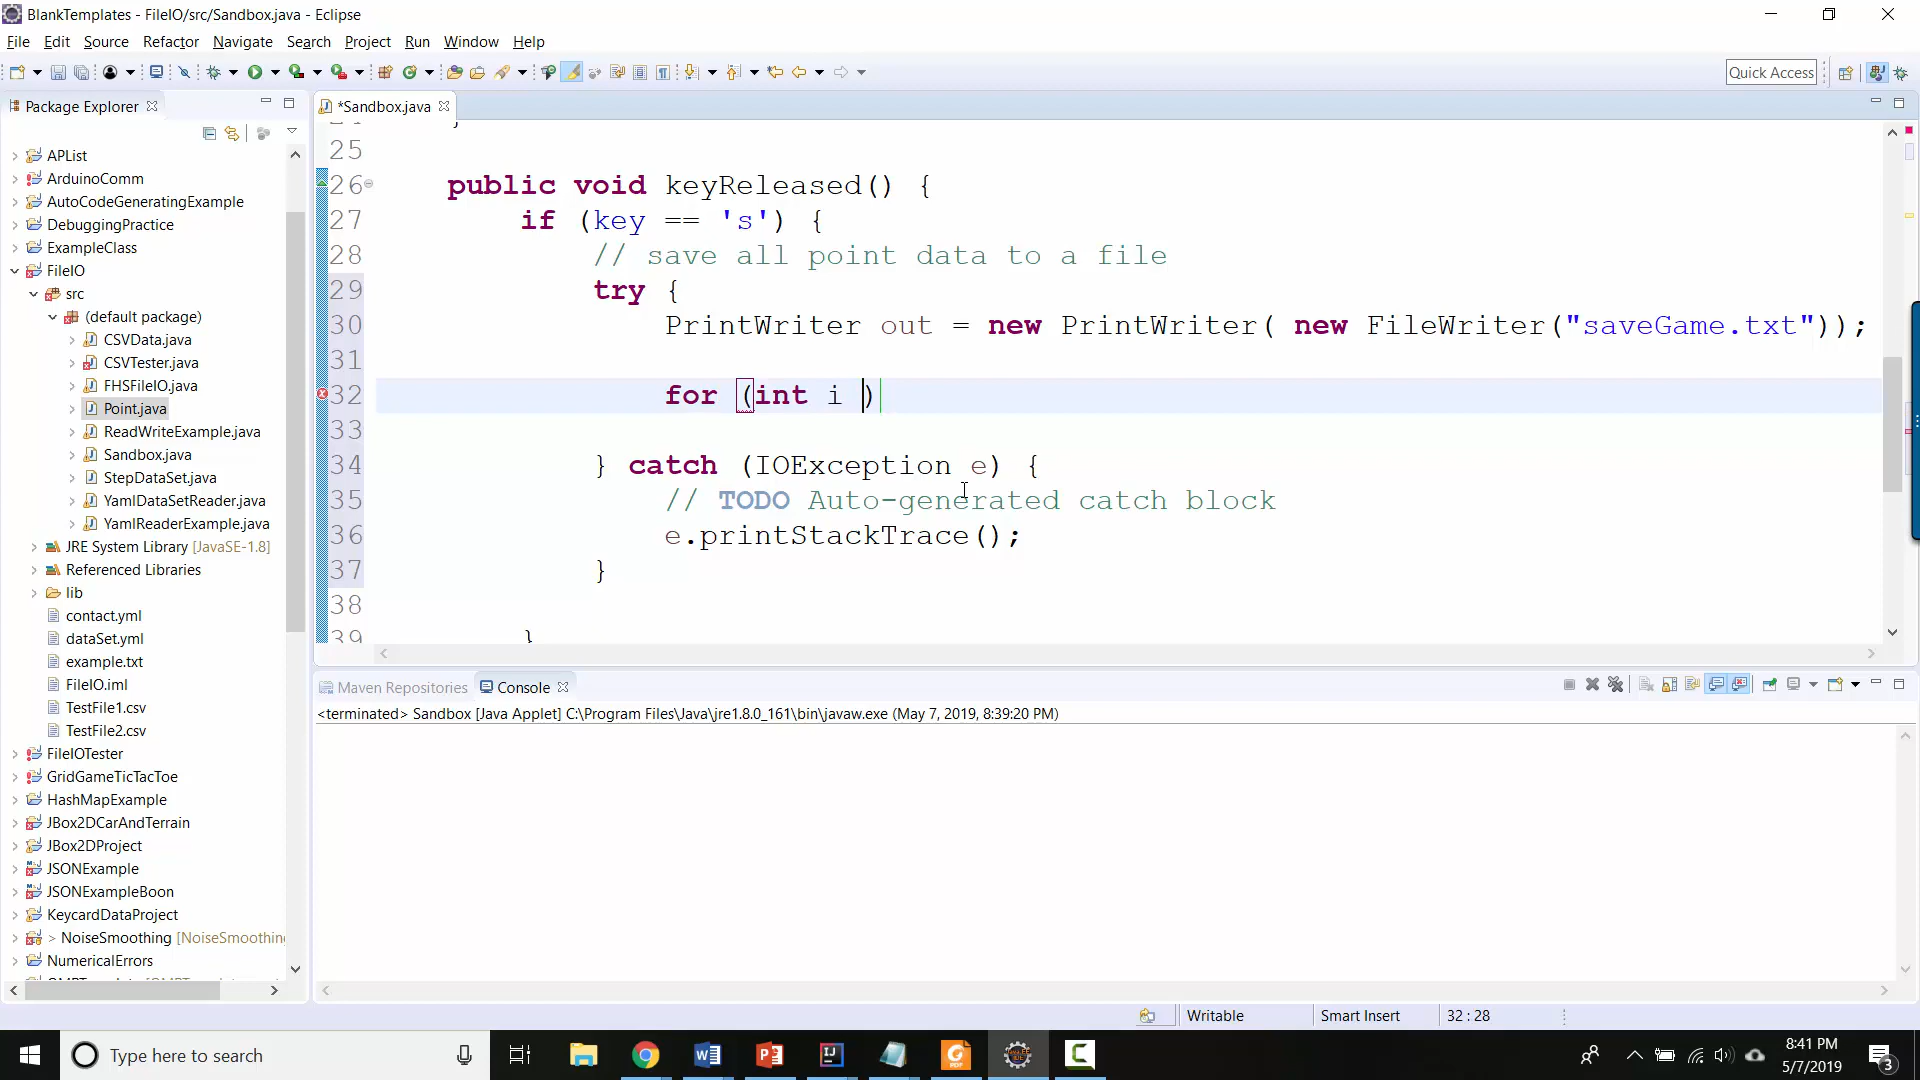 BlankTemplates - FileIO/src/Sandbox.java - Eclipse
File Edit Source Refactor Navigate Search Project Run Window Help
Quick Access
Package Explorer
*Sandbox.java
APList
ArduinoComm
AutoCodeGeneratingExample
DebuggingPractice
ExampleClass
FileIO
src
(default package)
CSVData.java
CSVTester.java
FHSFileIO.java
Point.java
ReadWriteExample.java
Sandbox.java
StepDataSet.java
YamlDataSetReader.java
YamlReaderExample.java
JRE System Library [JavaSE-1.8]
Referenced Libraries
lib
contact.yml
dataSet.yml
example.txt
FileIO.iml
TestFile1.csv
TestFile2.csv
FileIOTester
GridGameTicTacToe
HashMapExample
JBox2DCarAndTerrain
JBox2DProject
JSONExample
JSONExampleBoon
KeycardDataProject
> NoiseSmoothing [NoiseSmoothing
NumericalErrors
25
26 public void keyReleased() {
27 if (key == 's') {
28 // save all point data to a file
29 try {
30 PrintWriter out = new PrintWriter( new FileWriter("saveGame.txt"));
31
32 for (int i )
33
34 } catch (IOException e) {
35 // TODO Auto-generated catch block
36 e.printStackTrace();
37 }
38
39 }
Maven Repositories Console
<terminated> Sandbox [Java Applet] C:\Program Files\Java\jre1.8.0_161\bin\javaw.exe (May 7, 2019, 8:39:20 PM)
Writable Smart Insert 32 : 28
Type here to search
8:41 PM
5/7/2019
3